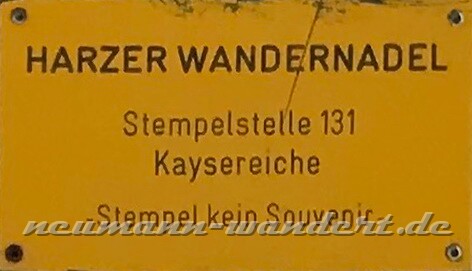 HARZER WANDERNADEL
Stempelstelle 131
Kaysereiche
-Stempel kein Souvenir-
neumann-wandert.de